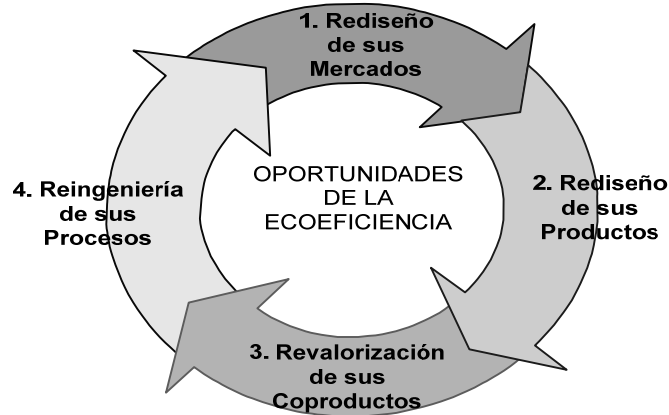 1. Rediseño
de sus
Mercados
OPORTUNIDADES
DE LA
ECOEFICIENCIA
2. Rediseño
de sus
Productos
3. Revalorización
de sus
Coproductos
4. Reingeniería
de sus
Procesos